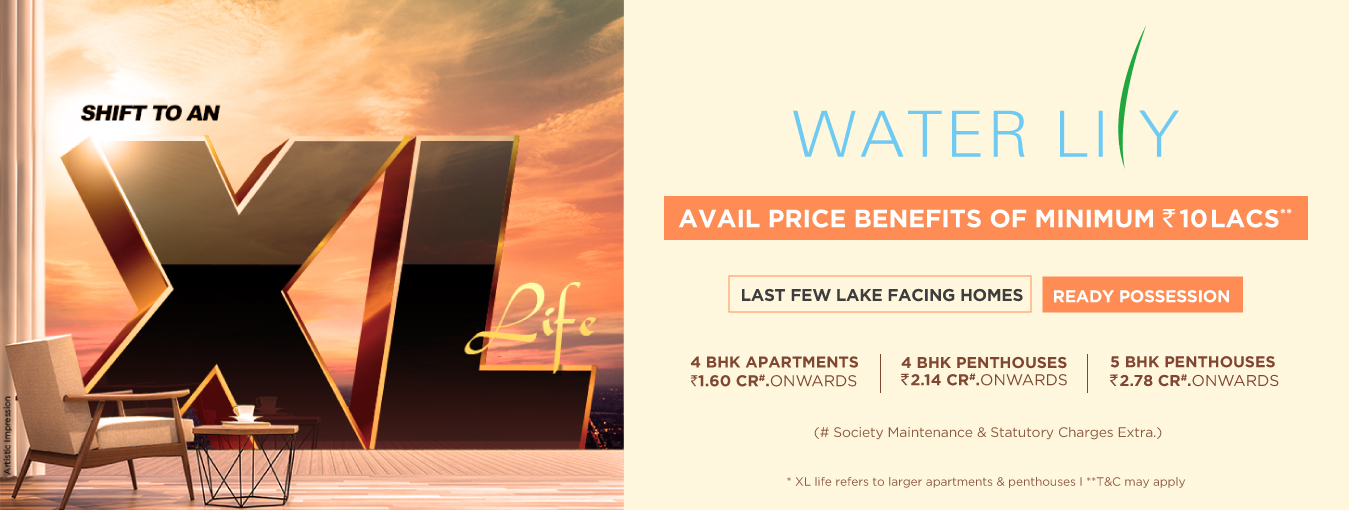 SHIFT TO AN
XL
Life
Artistic Impression
WATER LILY
AVAIL PRICE BENEFITS OF MINIMUM ₹10 LACS**
LAST FEW LAKE FACING HOMES
READY POSSESSION
4 BHK APARTMENTS
₹1.60 CR#.ONWARDS
4 BHK PENTHOUSES
₹2.14 CR#.ONWARDS
5 BHK PENTHOUSES
₹2.78 CR#.ONWARDS
(# Society Maintenance & Statutory Charges Extra.)
* XL life refers to larger apartments & penthouses I **T&C may apply